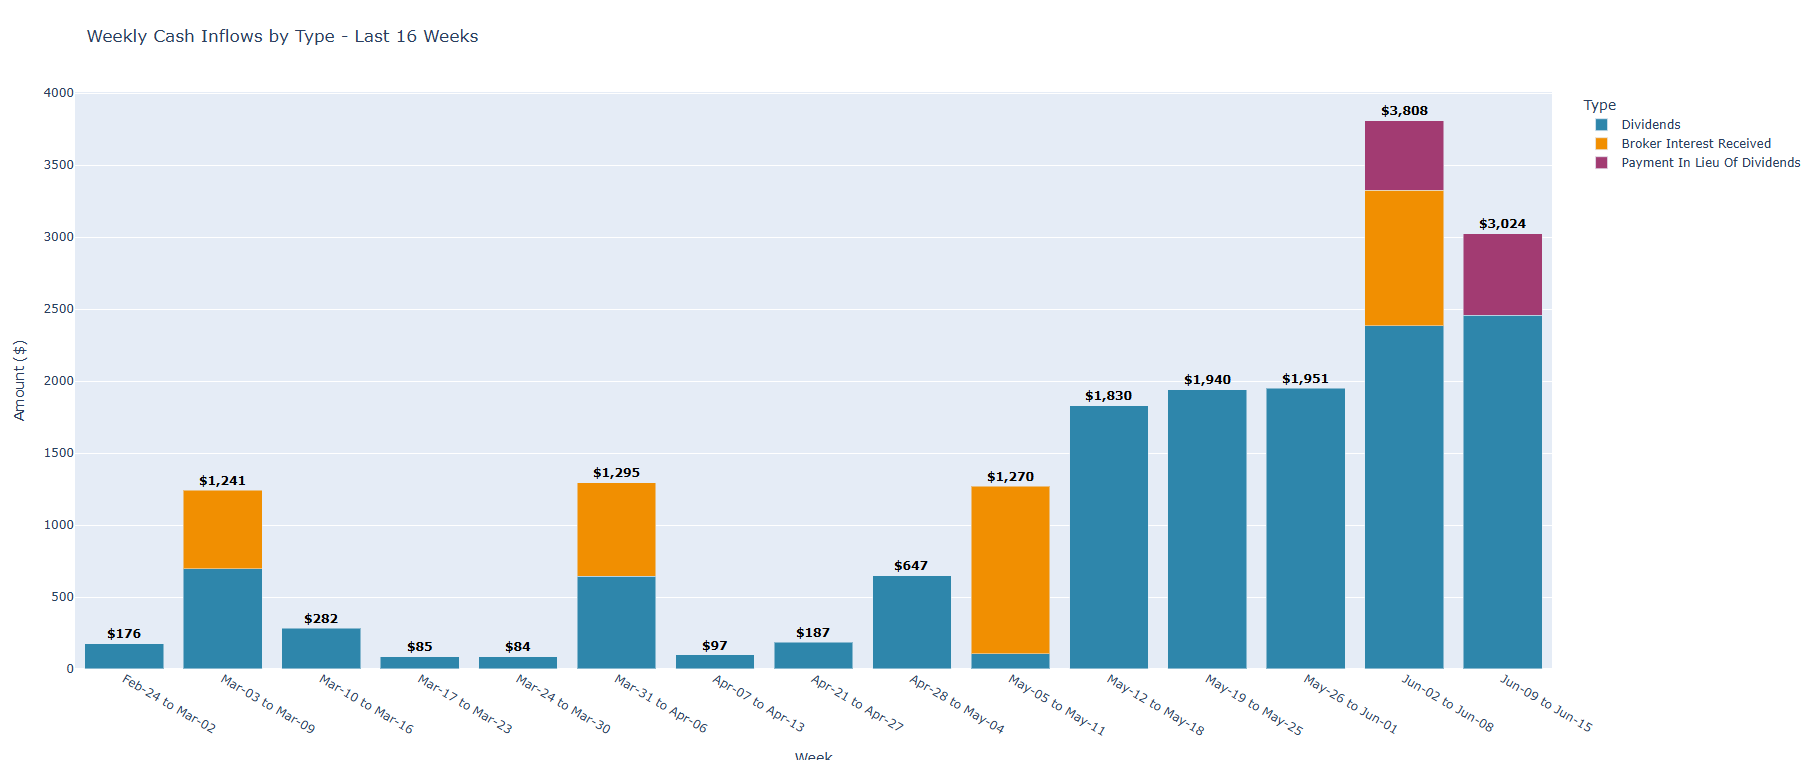 Weekly Cash Inflows by Type - Last 16 Weeks
Type
Dividends
Broker Interest Received
Payment In Lieu Of Dividends
Amount ($)
4000
3500
3000
2500
2000
1500
1000
500
0
$176
$1,241
$282
$85
$84
$1,295
$97
$187
$647
$1,270
$1,830
$1,940
$1,951
$3,808
$3,024
Feb-24 to Mar-02
Mar-03 to Mar-09
Mar-10 to Mar-16
Mar-17 to Mar-23
Mar-24 to Mar-30
Mar-31 to Apr-06
Apr-07 to Apr-13
Apr-21 to Apr-27
Apr-28 to May-04
May-05 to May-11
May-12 to May-18
May-19 to May-25
May-26 to Jun-01
Jun-02 to Jun-08
Jun-09 to Jun-15
Week